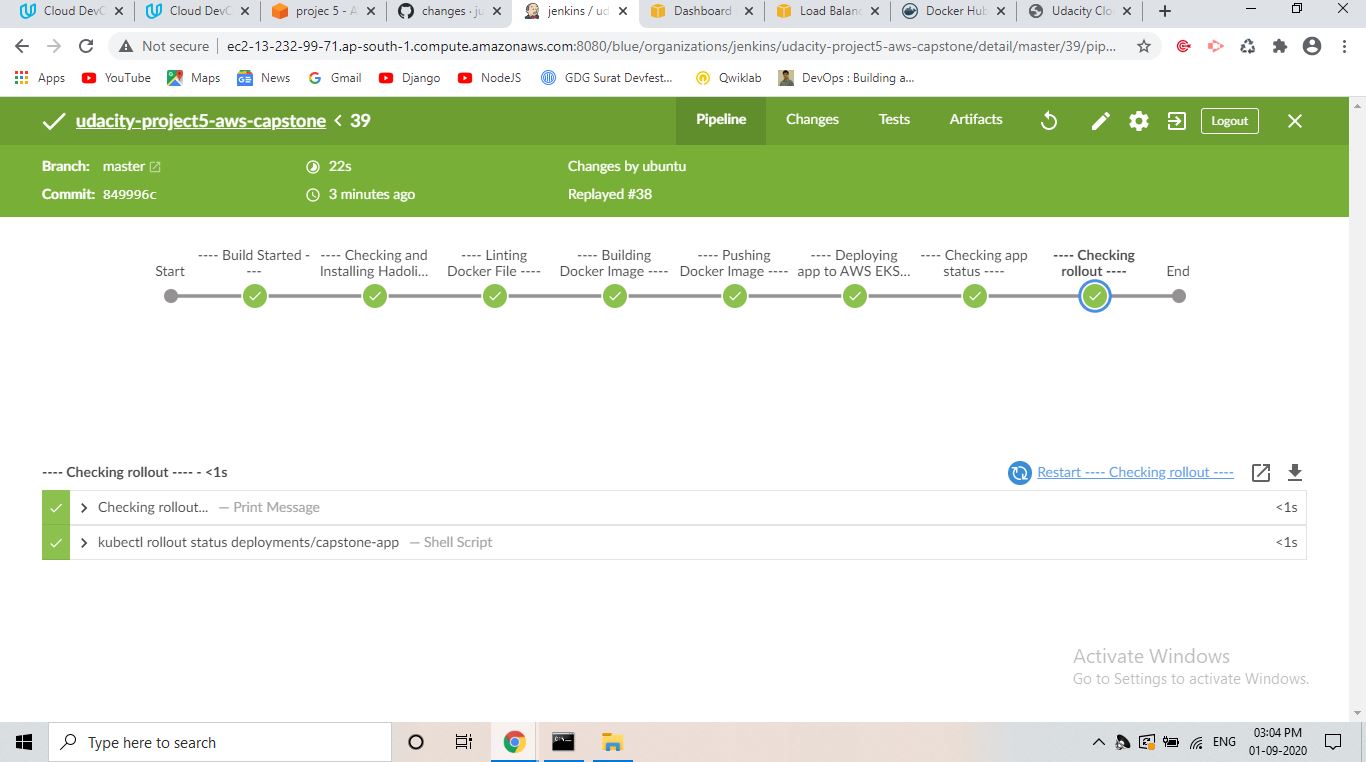 Cloud DevC
Cloud DevC
projec 5 - A
changes · ju
jenkins / ud
Dashboard
Load Balanc
Docker Hub
Udacity Clo
Not secure
ec2-13-232-99-71.ap-south-1.compute.amazonaws.com:8080/blue/organizations/jenkins/udacity-project5-aws-capstone/detail/master/39/pip...
Apps
YouTube
Maps
News
Gmail
Django
NodeJS
GDG Surat Devfest...
Qwiklab
DevOps : Building a...
udacity-project5-aws-capstone < 39
Pipeline
Changes
Tests
Artifacts
Logout
Branch: master
22s
Changes by ubuntu
Commit: 849996c
3 minutes ago
Replayed #38
Start
---- Build Started -
---
---- Checking and
Installing Hadoli...
---- Linting
Docker File ----
---- Building
Docker Image ----
---- Pushing
Docker Image ----
---- Deploying
app to AWS EKS...
---- Checking app
status ----
---- Checking
rollout ----
End
---- Checking rollout ---- - <1s
Restart ---- Checking rollout ----
Checking rollout... — Print Message
<1s
kubectl rollout status deployments/capstone-app — Shell Script
<1s
Activate Windows
Go to Settings to activate Windows.
Type here to search
ENG
03:04 PM
01-09-2020